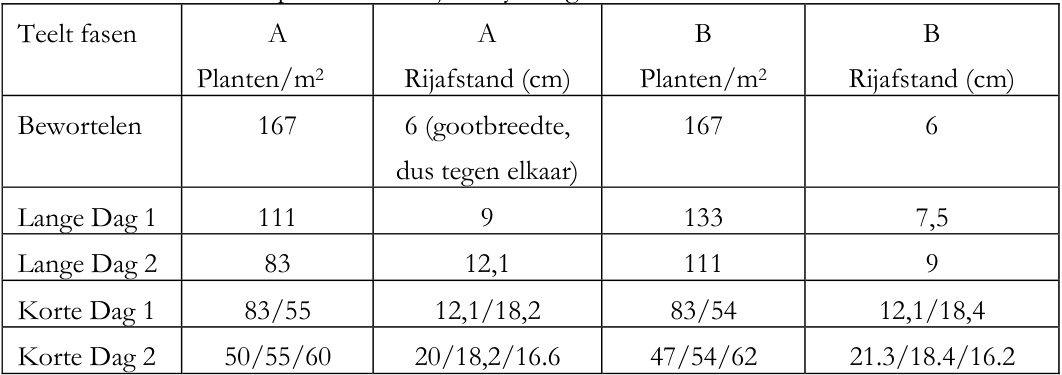 Teelt fasen A A B B
Planten/m² Rijafstand (cm) Planten/m² Rijafstand (cm)
Bewortelen 167 6 (gootbreedte, 167 6
dus tegen elkaar)
Lange Dag 1 111 9 133 7,5
Lange Dag 2 83 12,1 111 9
Korte Dag 1 83/55 12,1/18,2 83/54 12,1/18,4
Korte Dag 2 50/55/60 20/18,2/16.6 47/54/62 21.3/18.4/16.2